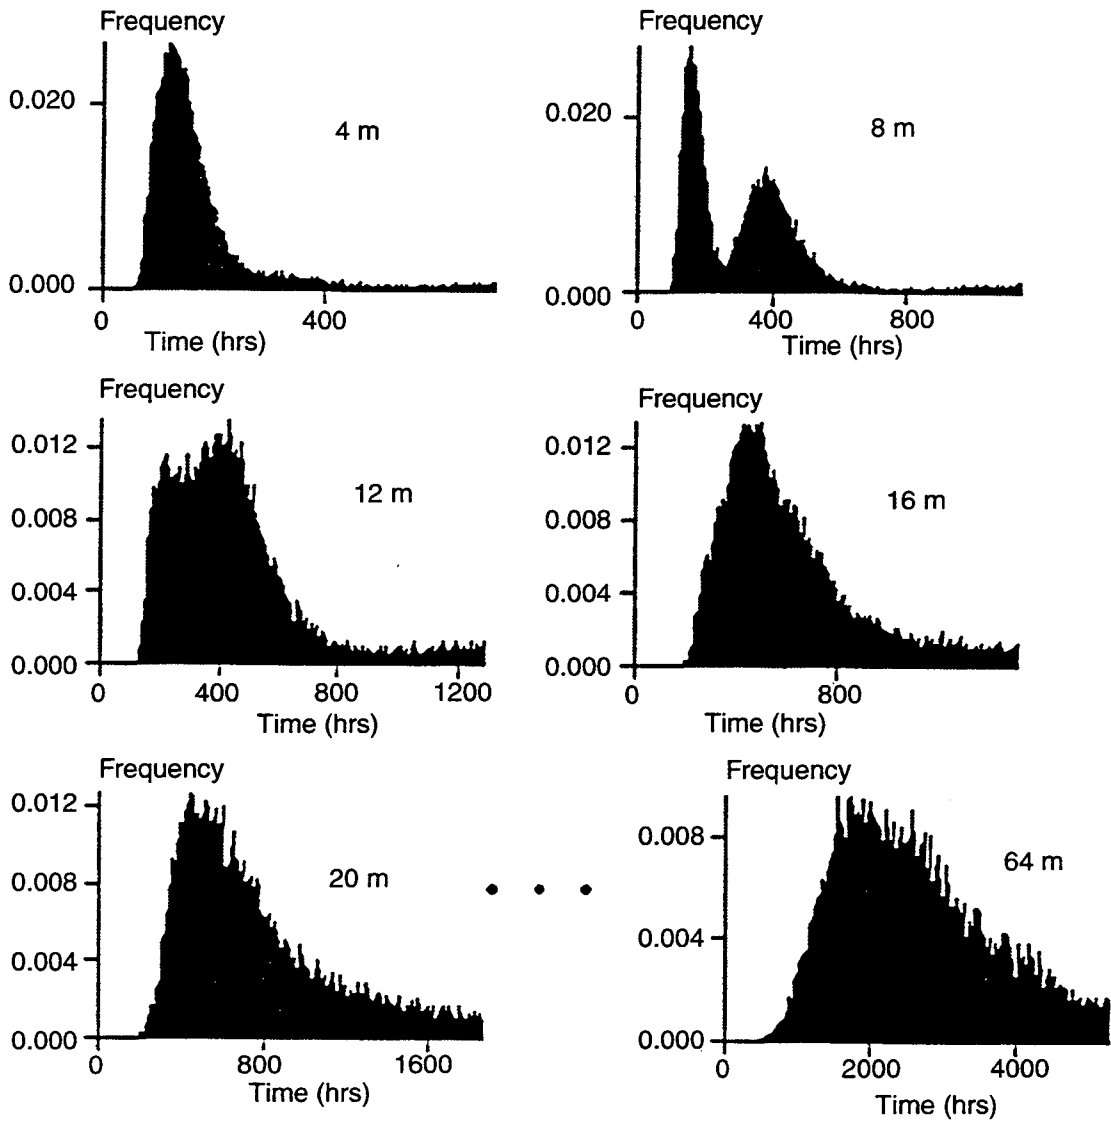 Frequency
0.020
4 m
0.000
0 400
Time (hrs)
Frequency
0.020
8 m
0.000
0 400 800
Time (hrs)
Frequency
0.012
12 m
0.008
0.004
0.000
0 400 800 1200
Time (hrs)
Frequency
0.012
16 m
0.008
0.004
0.000
0 800
Time (hrs)
Frequency
0.012
20 m
0.008
0.004
0.000
0 800 1600
Time (hrs)
• • •
Frequency
0.008
64 m
0.004
0.000
0 2000 4000
Time (hrs)